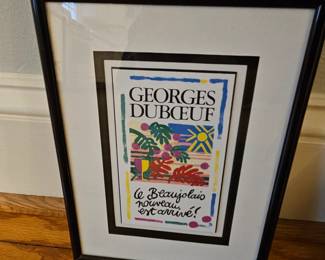 GEORGES
DUBŒUF
le Beaujolais
nouveau
est arrivé!